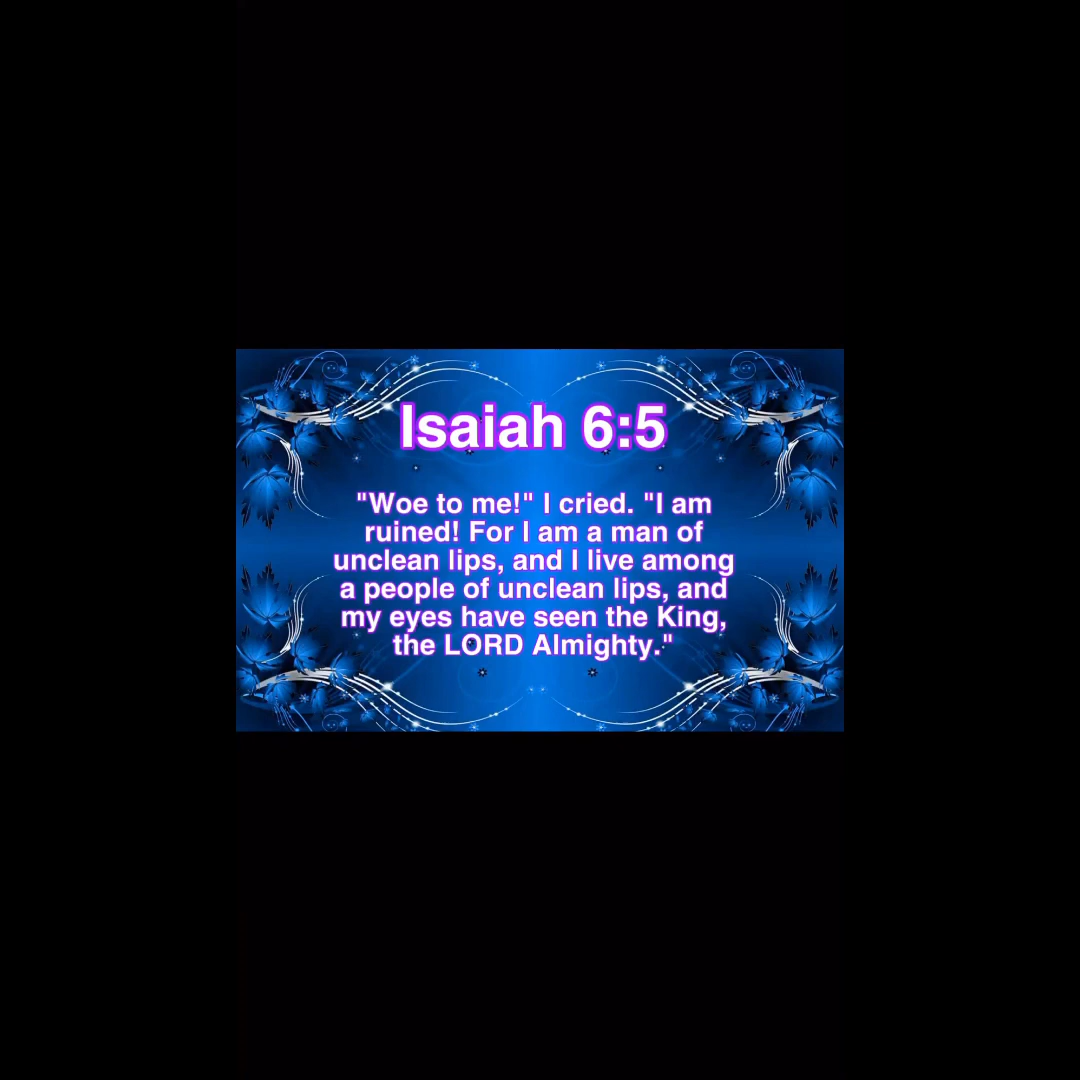 Isaiah 6:5
"Woe to me!" I cried. "I am
ruined! For I am a man of
unclean lips, and I live among
a people of unclean lips, and
my eyes have seen the King,
the LORD Almighty."